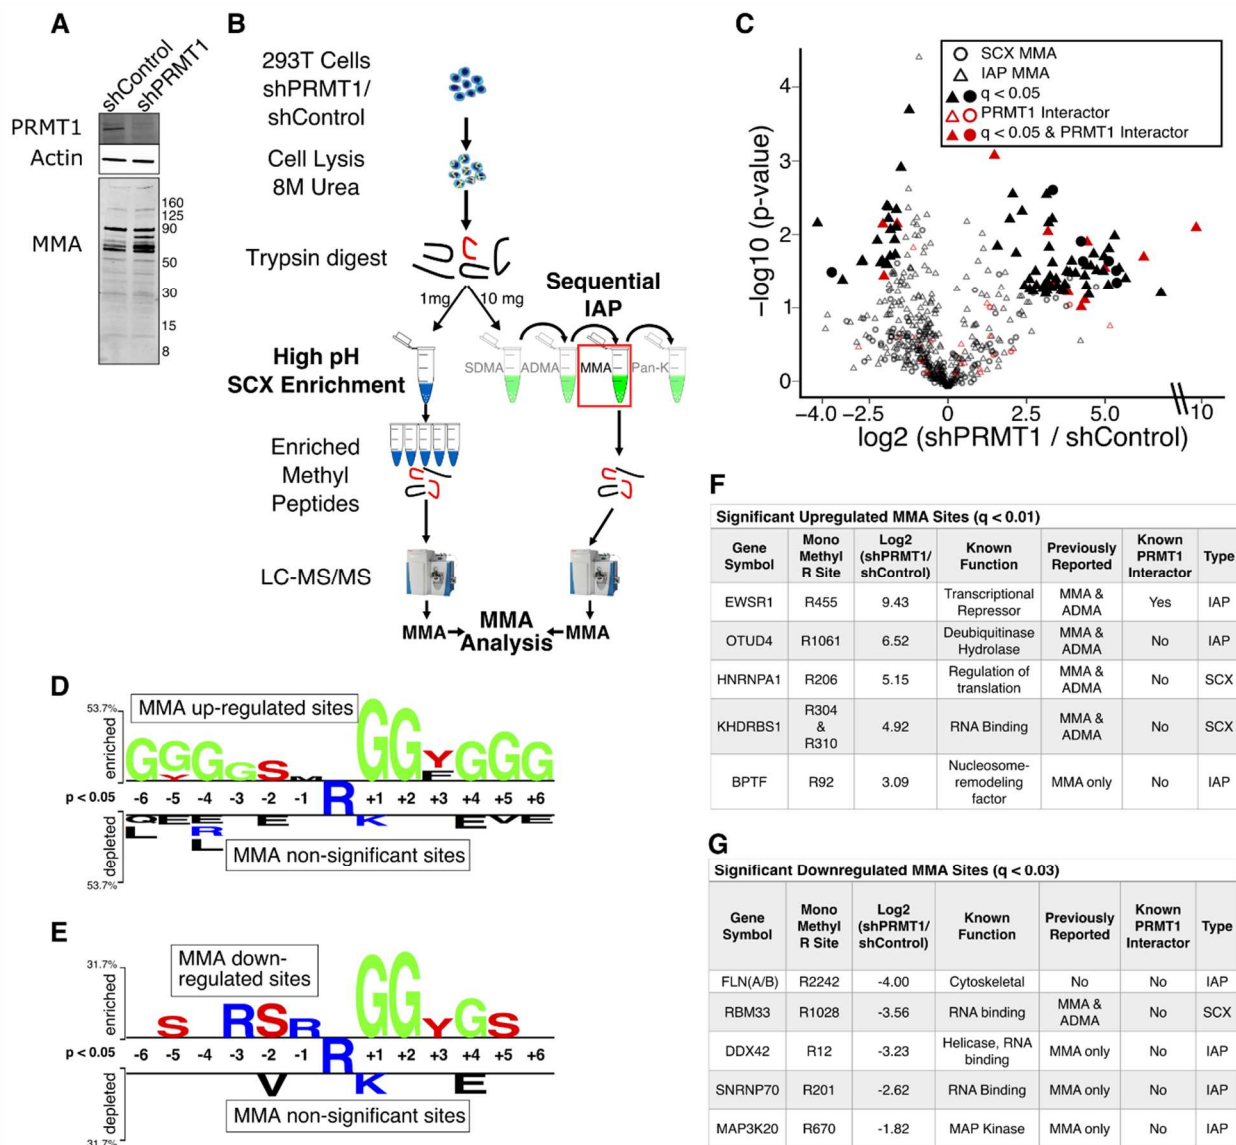 A
shControl
shPRMT1
PRMT1
Actin
MMA
160
125
90
50
30
15
8
B
293T Cells
shPRMT1/
shControl
Cell Lysis
8M Urea
Trypsin digest
1mg
10 mg
Sequential
IAP
High pH
SCX Enrichment
SDMA
ADMA
MMA
Pan-K
Enriched
Methyl
Peptides
LC-MS/MS
MMA
MMA
Analysis
MMA
C
SCX MMA
IAP MMA
q < 0.05
PRMT1 Interactor
q < 0.05 & PRMT1 Interactor
−log10 (p-value)
4
3
2
1
0
−4.0 −2.5 0 2.5 5.0 10
log2 (shPRMT1 / shControl)
D
53.7%
enriched
MMA up-regulated sites
G G G G S M G G Y G G G
Y F
R
p < 0.05 -6 -5 -4 -3 -2 -1 +1 +2 +3 +4 +5 +6
Q E E E K E V E
L R
L
depleted
MMA non-significant sites
53.7%
E
31.7%
enriched
MMA down-
regulated sites
S R S R G G Y G S
R
p < 0.05 -6 -5 -4 -3 -2 -1 +1 +2 +3 +4 +5 +6
V K E
depleted
MMA non-significant sites
31.7%
F
Significant Upregulated MMA Sites (q < 0.01)
Gene Symbol Mono Methyl R Site Log2 (shPRMT1/ shControl) Known Function Previously Reported Known PRMT1 Interactor Type
EWSR1 R455 9.43 Transcriptional Repressor MMA & ADMA Yes IAP
OTUD4 R1061 6.52 Deubiquitinase Hydrolase MMA & ADMA No IAP
HNRNPA1 R206 5.15 Regulation of translation MMA & ADMA No SCX
KHDRBS1 R304 & R310 4.92 RNA Binding MMA & ADMA No SCX
BPTF R92 3.09 Nucleosome-remodeling factor MMA only No IAP
G
Significant Downregulated MMA Sites (q < 0.03)
Gene Symbol Mono Methyl R Site Log2 (shPRMT1/ shControl) Known Function Previously Reported Known PRMT1 Interactor Type
FLN(A/B) R2242 -4.00 Cytoskeletal No No IAP
RBM33 R1028 -3.56 RNA binding MMA & ADMA No SCX
DDX42 R12 -3.23 Helicase, RNA binding MMA only No IAP
SNRNP70 R201 -2.62 RNA Binding MMA only No IAP
MAP3K20 R670 -1.82 MAP Kinase MMA only No IAP